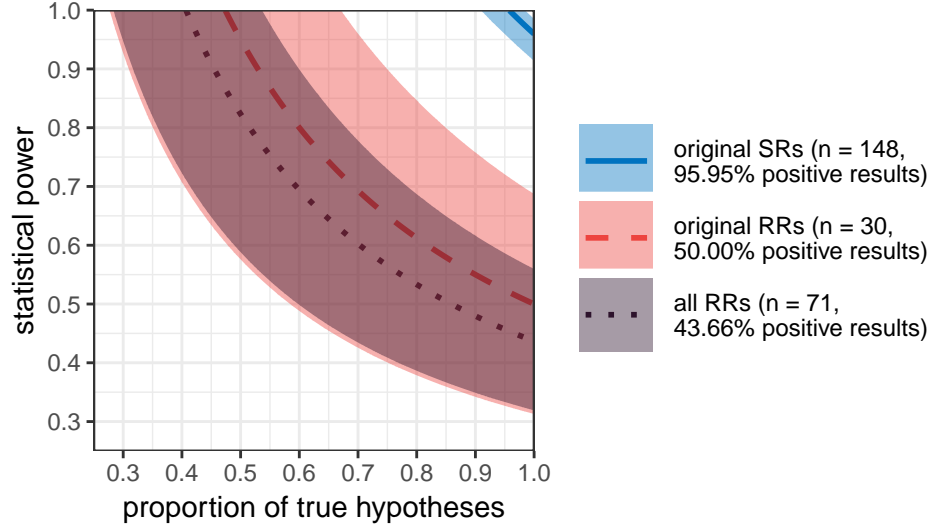 1.0
0.9
0.8
0.7
0.6
0.5
0.4
0.3
statistical power
0.3 0.4 0.5 0.6 0.7 0.8 0.9 1.0
proportion of true hypotheses
original SRs (n = 148,
95.95% positive results)
original RRs (n = 30,
50.00% positive results)
all RRs (n = 71,
43.66% positive results)